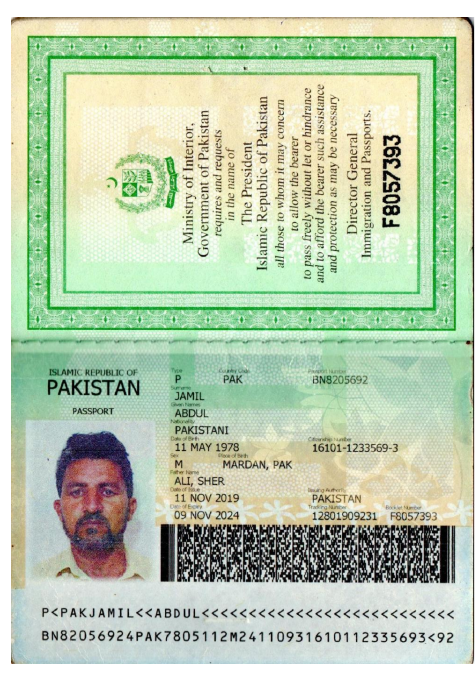 Ministry of Interior,
Government of Pakistan
requires and requests
in the name of
The President
Islamic Republic of Pakistan
all those to whom it may concern
to allow the bearer
to pass freely without let or hindrance
and to afford the bearer such assistance
and protection as may be necessary
Director General
Immigration and Passports.
F8057393
ISLAMIC REPUBLIC OF
PAKISTAN
PASSPORT
Type Country Code Passport Number
P PAK BN8205692
Surname
JAMIL
Given Names
ABDUL
Nationality
PAKISTANI
Date of Birth Citizenship Number
11 MAY 1978 16101-1233569-3
Sex Place of Birth
M MARDAN, PAK
Father Name
ALI, SHER
Date of Issue Issuing Authority
11 NOV 2019 PAKISTAN
Date of Expiry Tracking Number Booklet Number
09 NOV 2024 12801909231 F8057393
P<PAKJAMIL<<ABDUL<<<<<<<<<<<<<<<<<<<<<<<<<<<
BN82056924PAK7805112M24110931610112335693<92